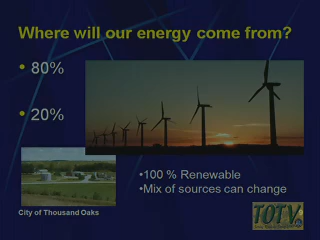 Where will our energy come from?
• 80%
• 20%
•100 % Renewable
•Mix of sources can change
City of Thousand Oaks
TOTV